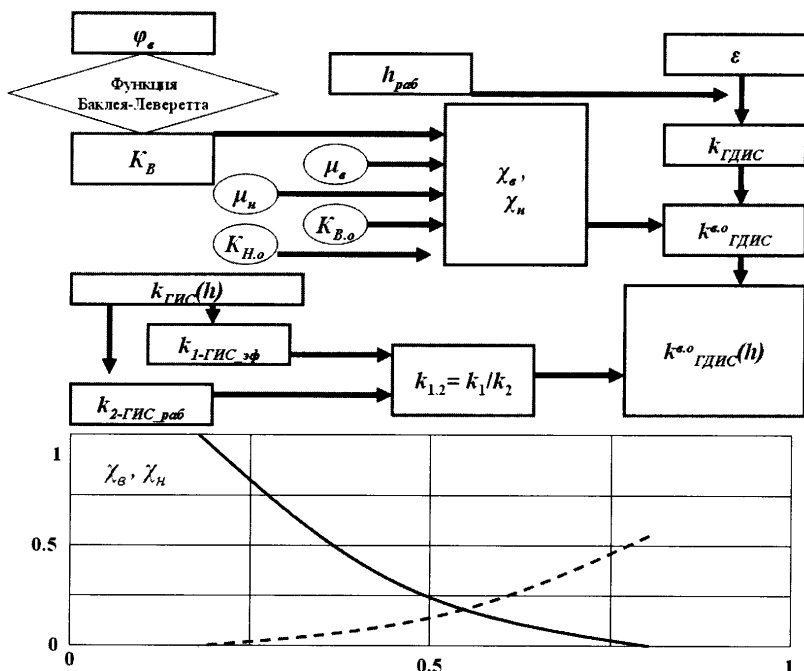 φв
Функция
Баклея-Леверетта
hраб
ε
KВ
kГДИС
μв
χв ,
χн
μн
KВ.о
kв.оГДИС
KН.о
kГИС(h)
k1-ГИС_эф
kв.оГДИС(h)
k1.2= k1/k2
k2-ГИС_раб
1
χв , χн
0.5
0
0
0.5
1